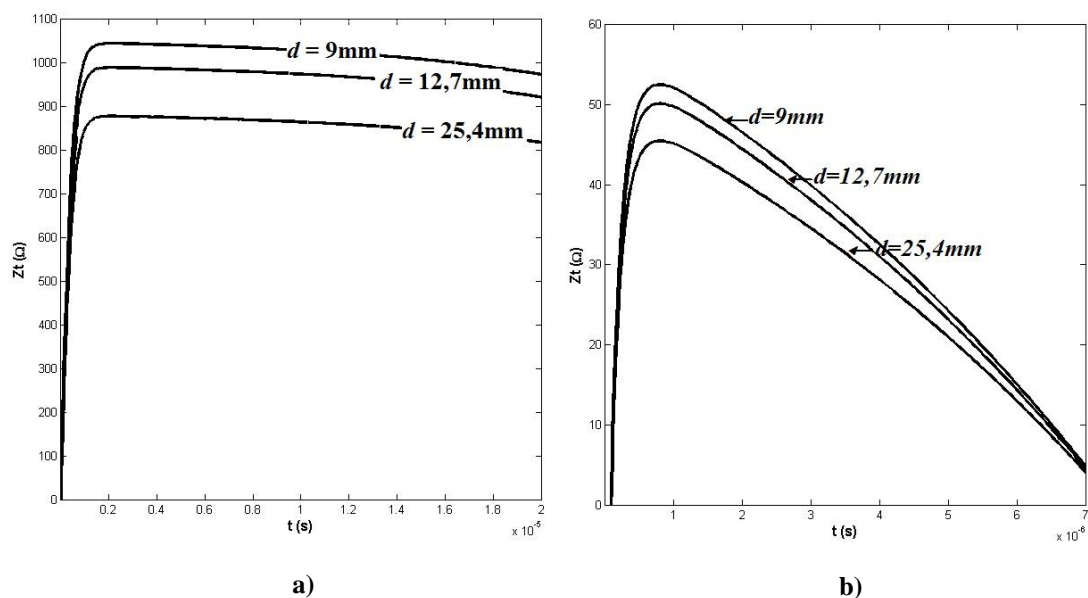 1100
1000
900
800
700
600
500
400
300
200
100
0
Zt (Ω)
d = 9mm
d = 12,7mm
d = 25,4mm
0.2 0.4 0.6 0.8 1 1.2 1.4 1.6 1.8 2
t (s)
x 10⁻⁵
a)
60
50
40
30
20
10
0
Zt (Ω)
d=9mm
d=12,7mm
d=25,4mm
1 2 3 4 5 6 7
t (s)
x 10⁻⁶
b)